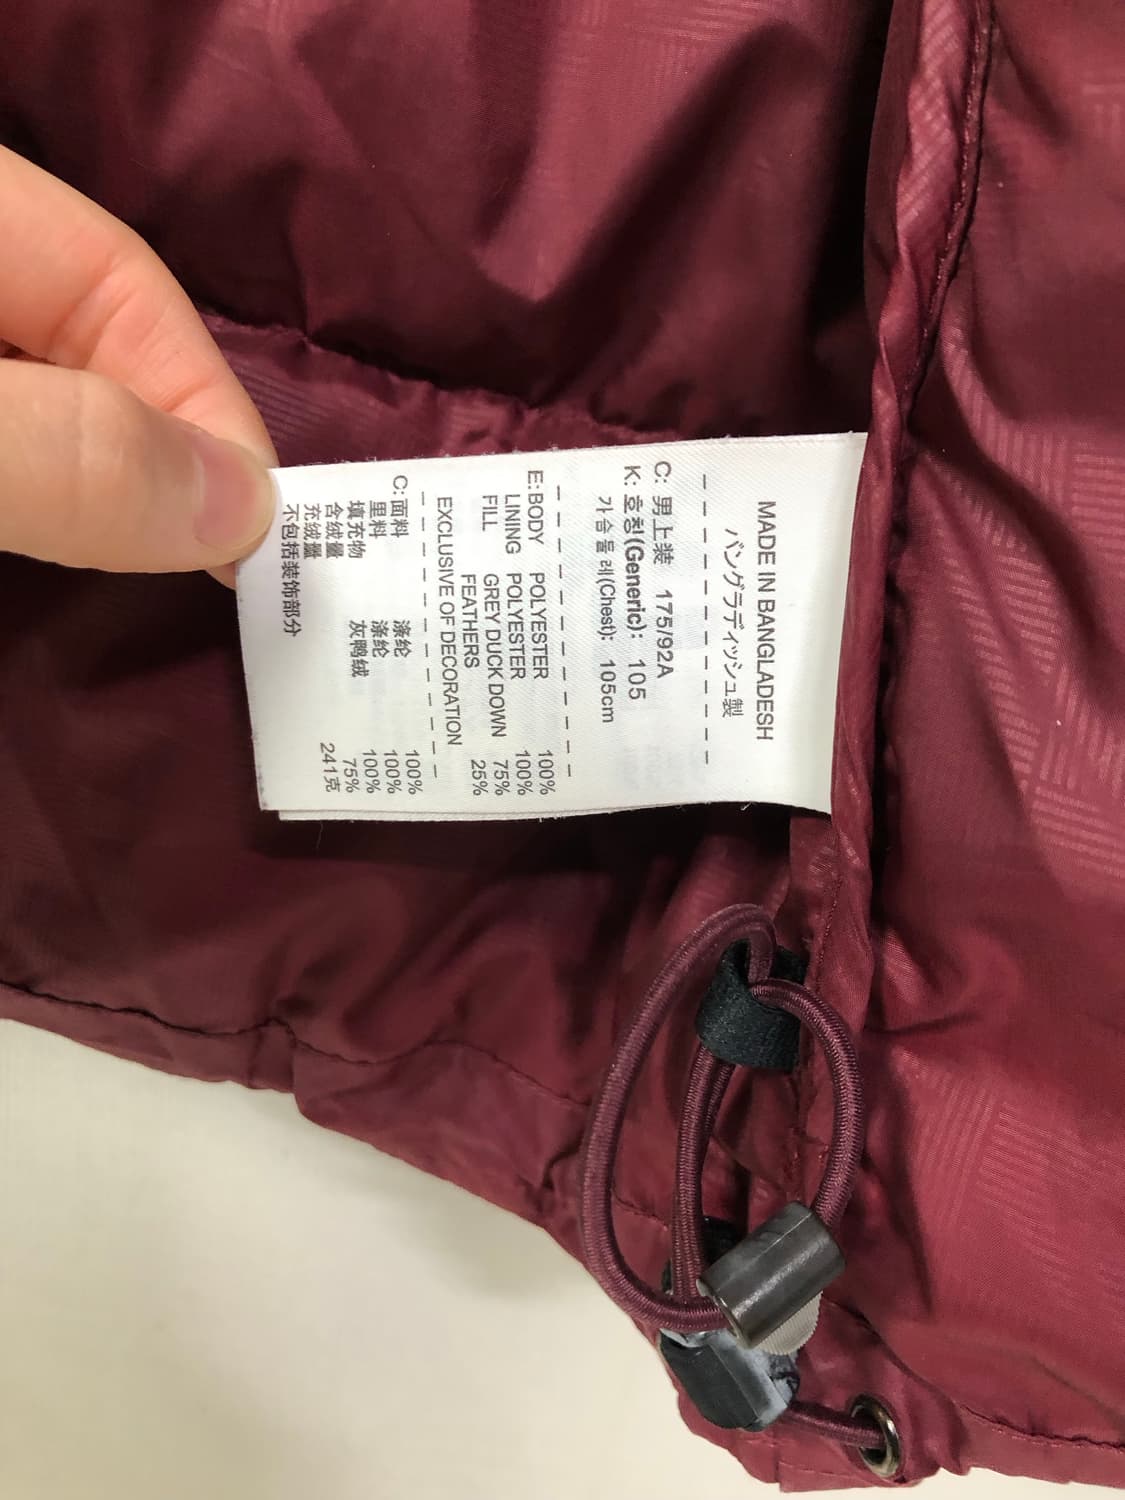 MADE IN BANGLADESH
バングラディッシュ製
C: 男上装 175/92A
K: 호칭(Generic): 105
가슴둘레(Chest): 105cm
E: BODY POLYESTER 100%
LINING POLYESTER 100%
FILL GREY DUCK DOWN 75%
FEATHERS 25%
EXCLUSIVE OF DECORATION
C: 面料 涤纶 100%
里料 涤纶 100%
填充物 灰鸭绒 100%
含绒量 75%
充绒量 241克
不包括装饰部分